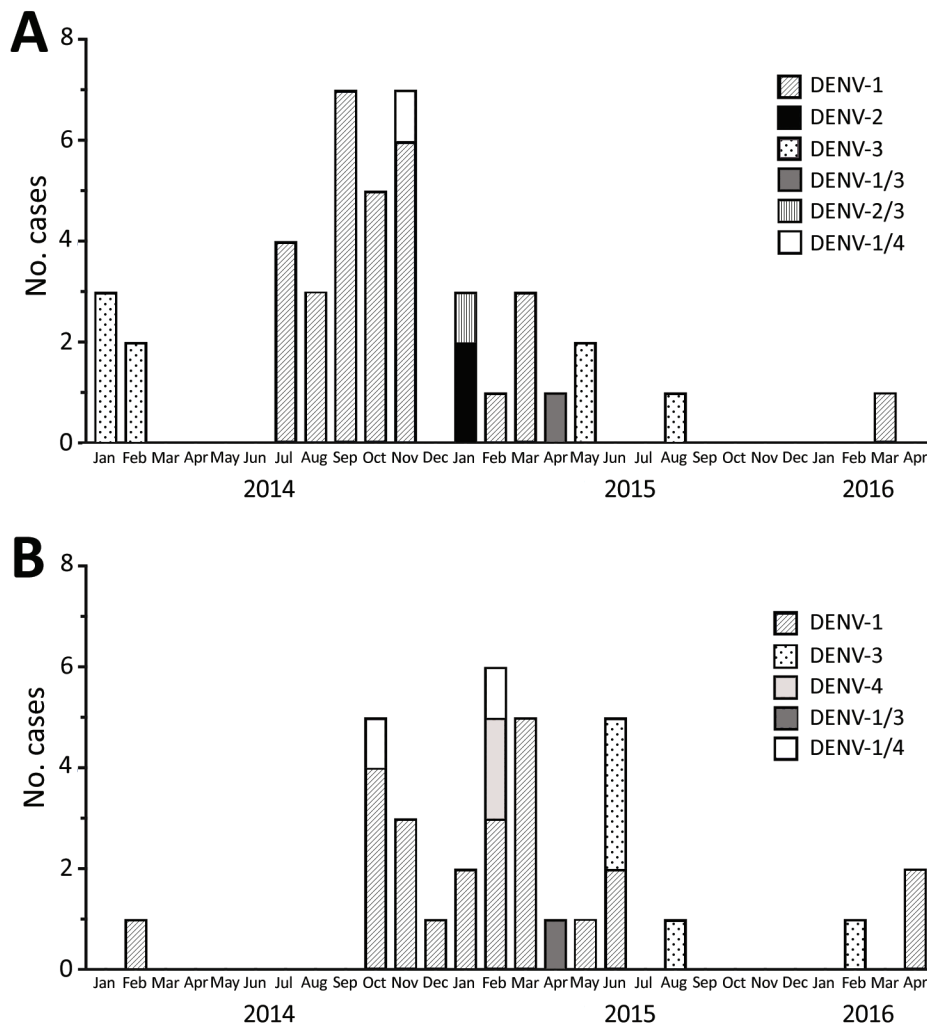 A
No. cases
8
6
4
2
0
DENV-1
DENV-2
DENV-3
DENV-1/3
DENV-2/3
DENV-1/4
Jan Feb Mar Apr May Jun Jul Aug Sep Oct Nov Dec Jan Feb Mar Apr May Jun Jul Aug Sep Oct Nov Dec Jan Feb Mar Apr
2014 2015 2016
B
No. cases
8
6
4
2
0
DENV-1
DENV-3
DENV-4
DENV-1/3
DENV-1/4
Jan Feb Mar Apr May Jun Jul Aug Sep Oct Nov Dec Jan Feb Mar Apr May Jun Jul Aug Sep Oct Nov Dec Jan Feb Mar Apr
2014 2015 2016